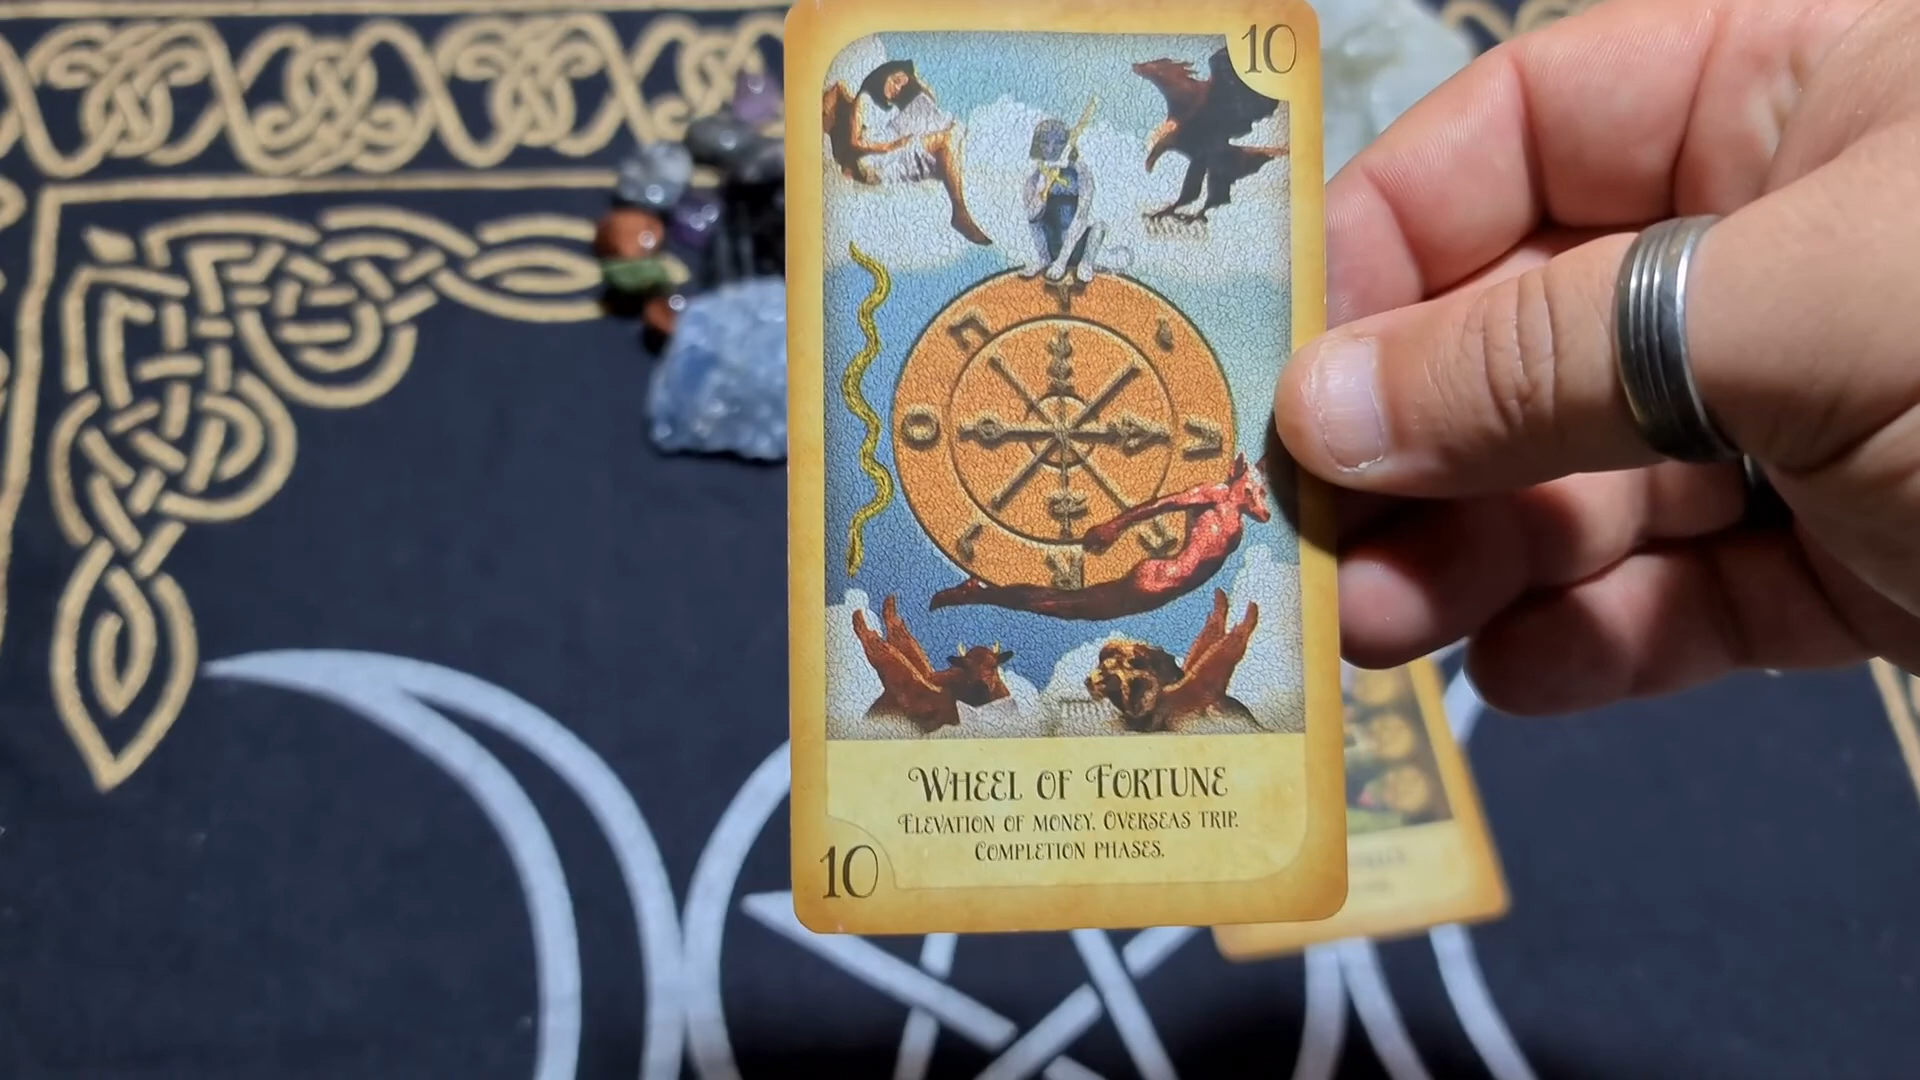 10
WHEEL OF FORTUNE
ELEVATION OF MONEY. OVERSEAS TRIP.
COMPLETION PHASES.
10